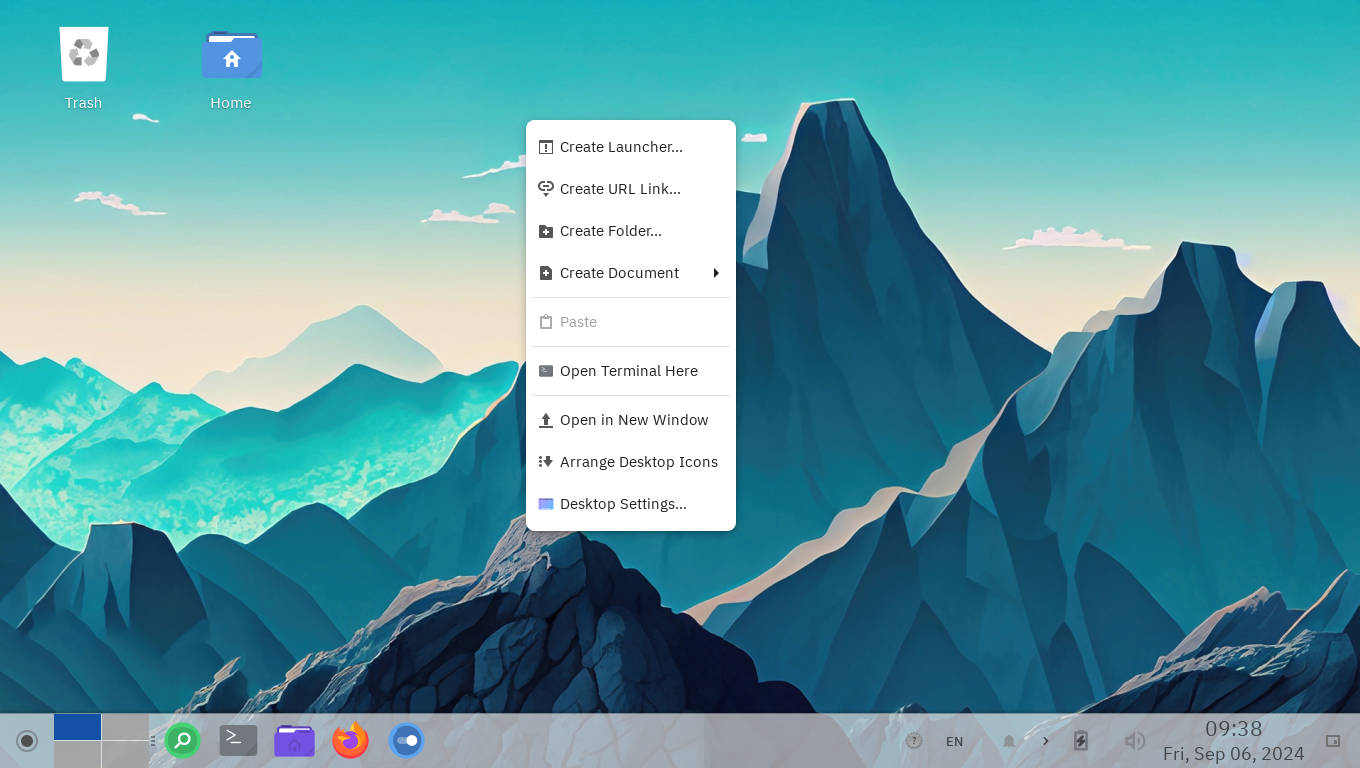 Trash
Home
Create Launcher...
Create URL Link...
Create Folder...
Create Document
Paste
Open Terminal Here
Open in New Window
Arrange Desktop Icons
Desktop Settings...
EN
09:38
Fri, Sep 06, 2024